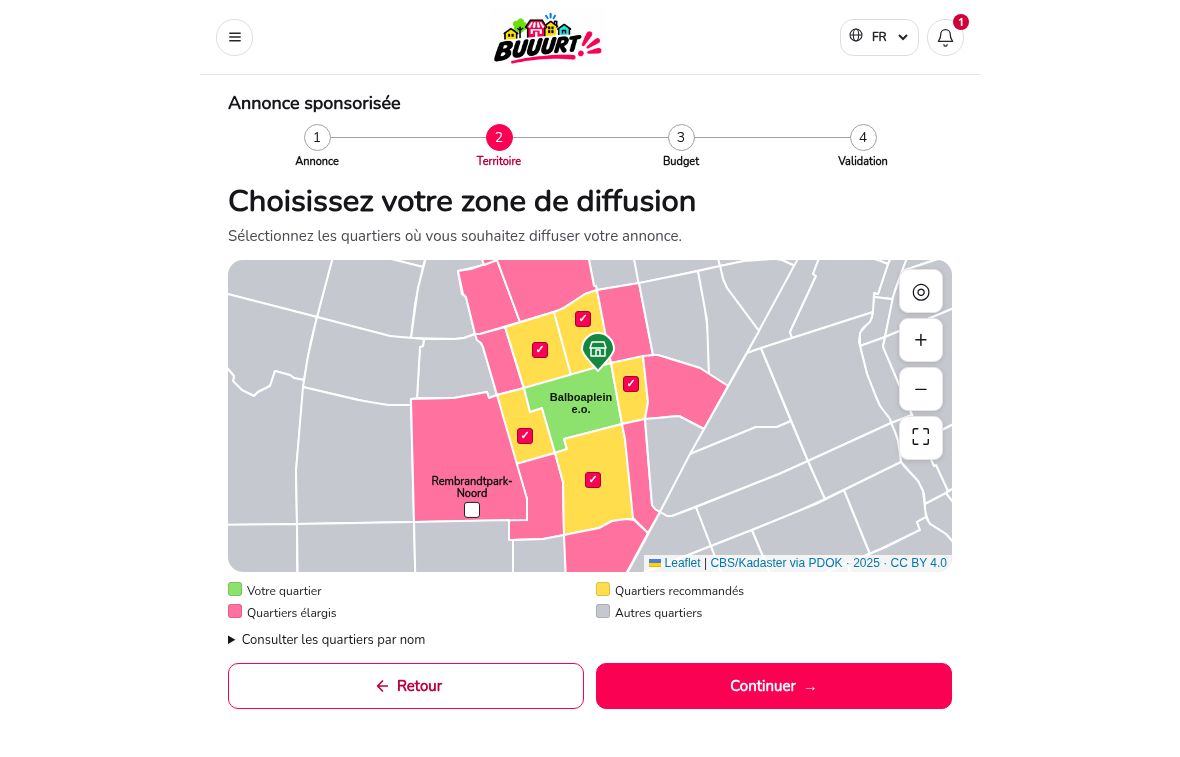 BUUURT!
FR
1
Annonce sponsorisée
1
2
3
4
Annonce
Territoire
Budget
Validation
Choisissez votre zone de diffusion
Sélectionnez les quartiers où vous souhaitez diffuser votre annonce.
Balboaplein
e.o.
Rembrandtpark-
Noord
+
−
Leaflet | CBS/Kadaster via PDOK · 2025 · CC BY 4.0
Votre quartier
Quartiers recommandés
Quartiers élargis
Autres quartiers
Consulter les quartiers par nom
← Retour
Continuer →